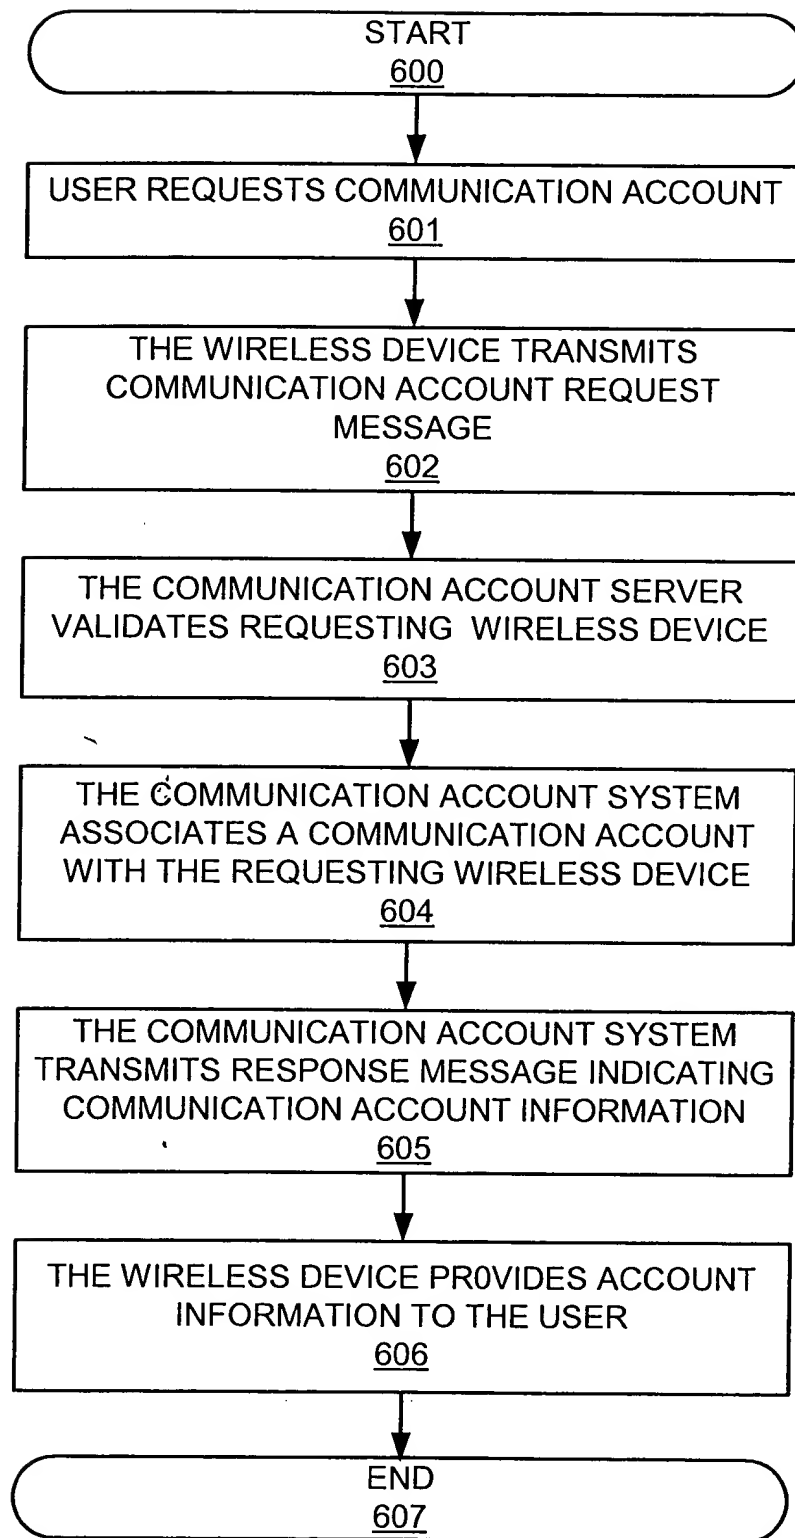 START
600
USER REQUESTS COMMUNICATION ACCOUNT
601
THE WIRELESS DEVICE TRANSMITS
COMMUNICATION ACCOUNT REQUEST
MESSAGE
602
THE COMMUNICATION ACCOUNT SERVER
VALIDATES REQUESTING WIRELESS DEVICE
603
THE COMMUNICATION ACCOUNT SYSTEM
ASSOCIATES A COMMUNICATION ACCOUNT
WITH THE REQUESTING WIRELESS DEVICE
604
THE COMMUNICATION ACCOUNT SYSTEM
TRANSMITS RESPONSE MESSAGE INDICATING
COMMUNICATION ACCOUNT INFORMATION
605
THE WIRELESS DEVICE PROVIDES ACCOUNT
INFORMATION TO THE USER
606
END
607